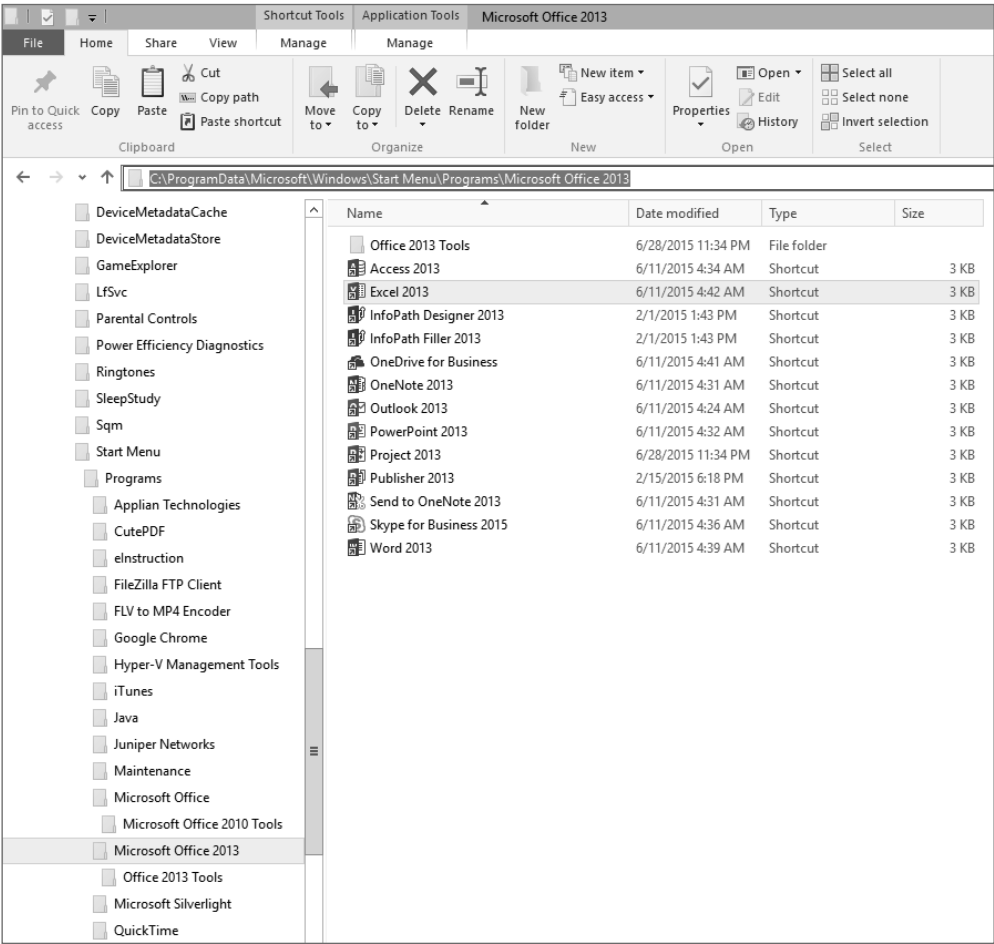 Shortcut Tools Application Tools Microsoft Office 2013
File Home Share View Manage Manage
Pin to Quick access
Copy
Paste
Cut
Copy path
Paste shortcut
Clipboard
Move to
Copy to
Delete
Rename
Organize
New folder
New item
Easy access
New
Properties
Open
Edit
History
Open
Select all
Select none
Invert selection
Select
C:\ProgramData\Microsoft\Windows\Start Menu\Programs\Microsoft Office 2013
DeviceMetadataCache
DeviceMetadataStore
GameExplorer
LfSvc
Parental Controls
Power Efficiency Diagnostics
Ringtones
SleepStudy
Sqm
Start Menu
Programs
Applian Technologies
CutePDF
eInstruction
FileZilla FTP Client
FLV to MP4 Encoder
Google Chrome
Hyper-V Management Tools
iTunes
Java
Juniper Networks
Maintenance
Microsoft Office
Microsoft Office 2010 Tools
Microsoft Office 2013
Office 2013 Tools
Microsoft Silverlight
QuickTime
Name Date modified Type Size
Office 2013 Tools 6/28/2015 11:34 PM File folder
Access 2013 6/11/2015 4:34 AM Shortcut 3 KB
Excel 2013 6/11/2015 4:42 AM Shortcut 3 KB
InfoPath Designer 2013 2/1/2015 1:43 PM Shortcut 3 KB
InfoPath Filler 2013 2/1/2015 1:43 PM Shortcut 3 KB
OneDrive for Business 6/11/2015 4:41 AM Shortcut 3 KB
OneNote 2013 6/11/2015 4:31 AM Shortcut 3 KB
Outlook 2013 6/11/2015 4:24 AM Shortcut 3 KB
PowerPoint 2013 6/11/2015 4:32 AM Shortcut 3 KB
Project 2013 6/28/2015 11:34 PM Shortcut 3 KB
Publisher 2013 2/15/2015 6:18 PM Shortcut 3 KB
Send to OneNote 2013 6/11/2015 4:31 AM Shortcut 3 KB
Skype for Business 2015 6/11/2015 4:36 AM Shortcut 3 KB
Word 2013 6/11/2015 4:39 AM Shortcut 3 KB